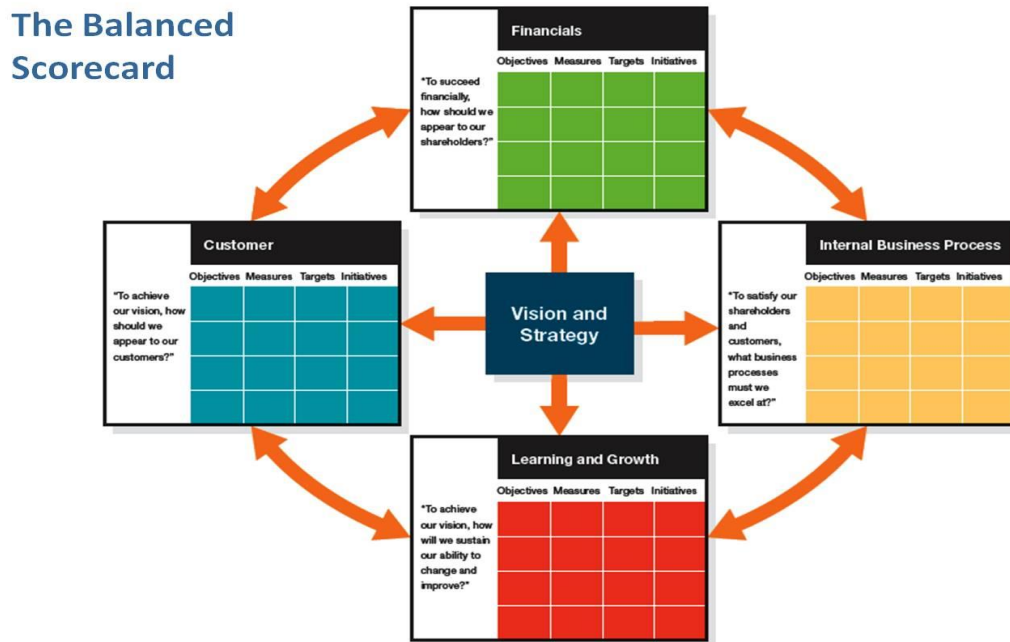 The Balanced
Scorecard
Financials
Objectives Measures Targets Initiatives
"To succeed
financially,
how should we
appear to our
shareholders?"
Customer
Objectives Measures Targets Initiatives
"To achieve
our vision, how
should we
appear to our
customers?"
Vision and
Strategy
Internal Business Process
Objectives Measures Targets Initiatives
"To satisfy our
shareholders
and
customers,
what business
processes
must we
excel at?"
Learning and Growth
Objectives Measures Targets Initiatives
"To achieve
our vision, how
will we sustain
our ability to
change and
improve?"